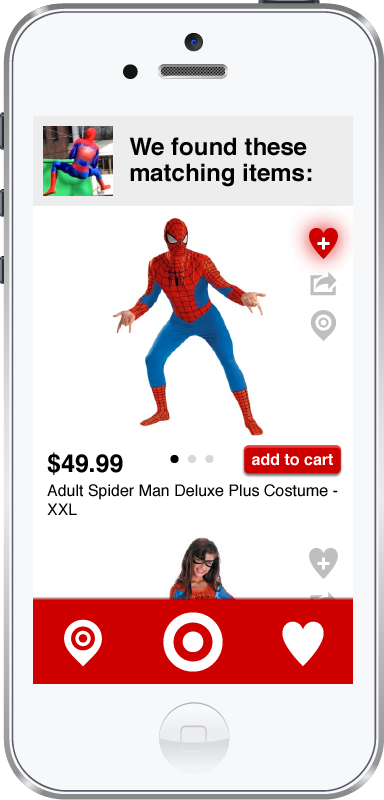 We found these
matching items:
$49.99
add to cart
Adult Spider Man Deluxe Plus Costume -
XXL